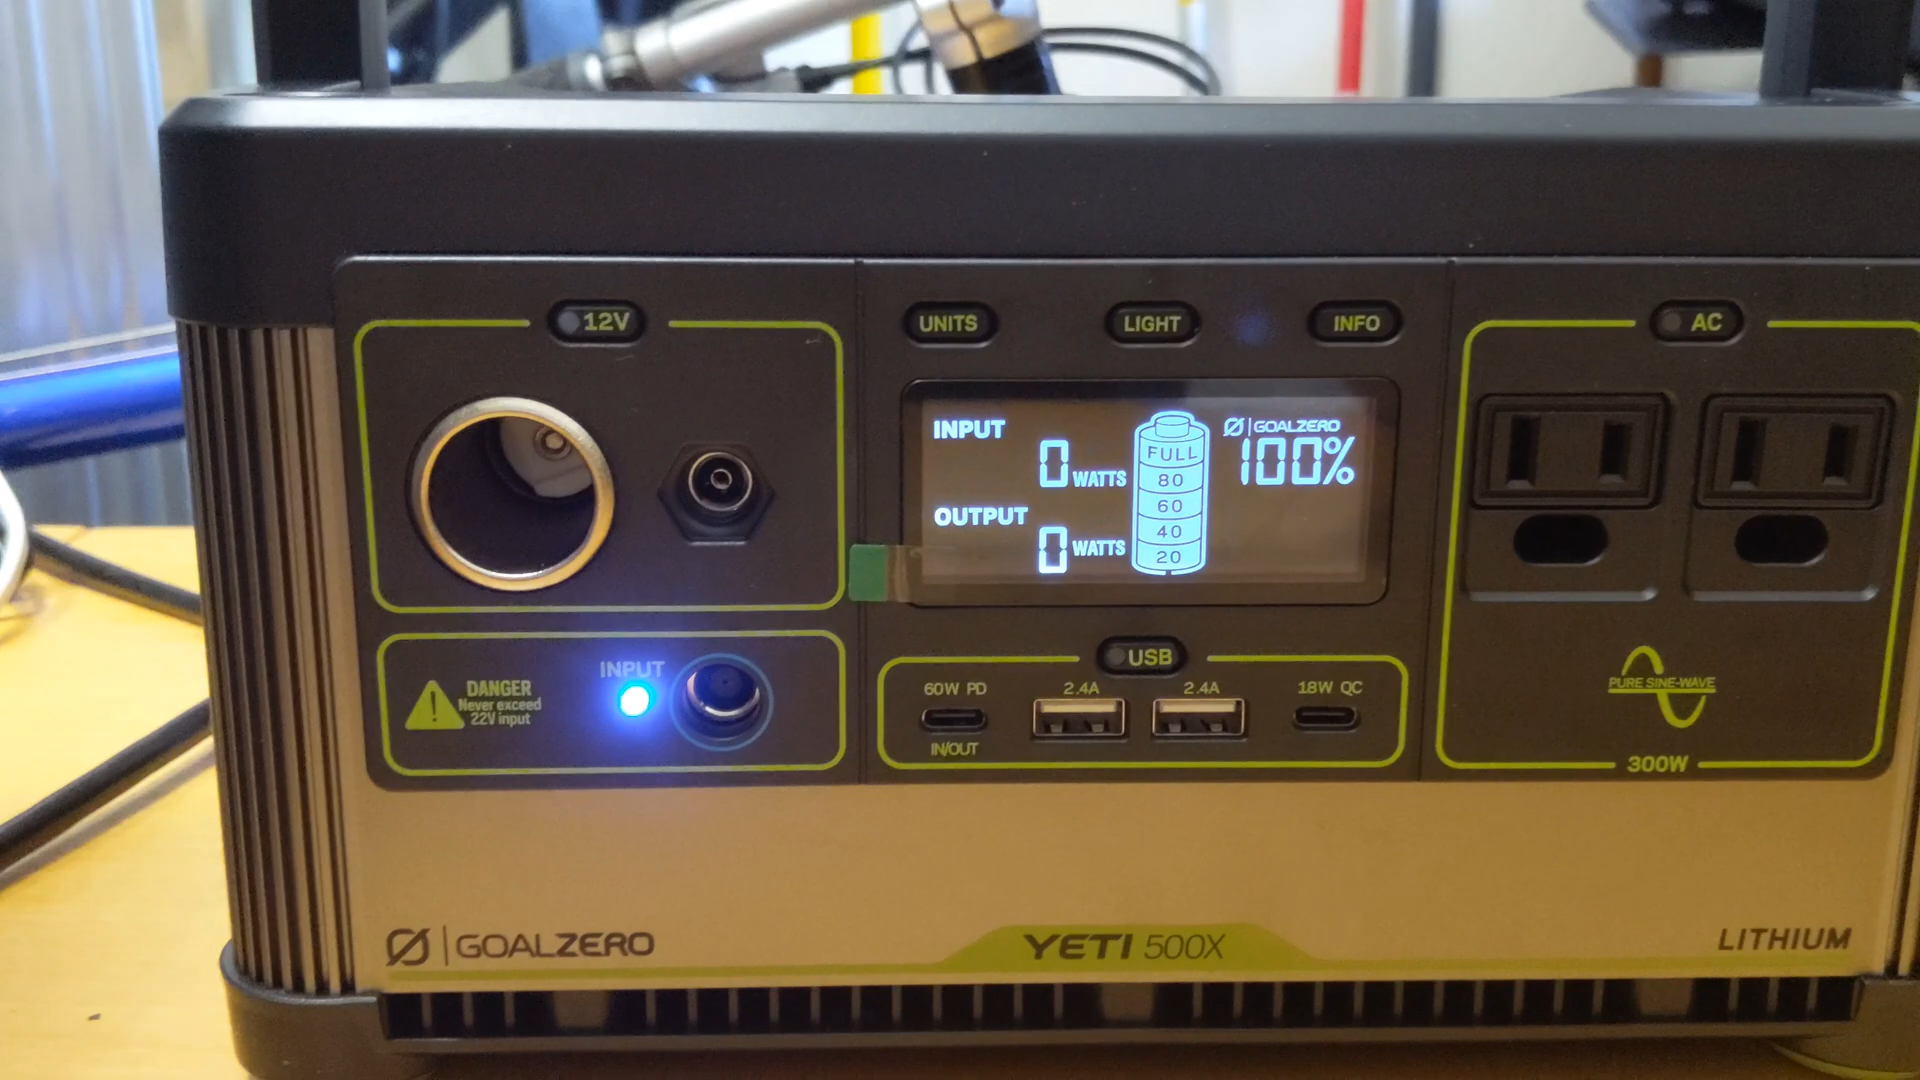 12V
UNITS
LIGHT
INFO
AC
INPUT
0 WATTS
OUTPUT
0 WATTS
FULL
80
60
40
20
GOALZERO
100%
DANGER
Never exceed
22V input
INPUT
USB
60W PD
2.4A
2.4A
18W QC
IN/OUT
PURE SINE-WAVE
300W
GOALZERO
YETI 500X
LITHIUM